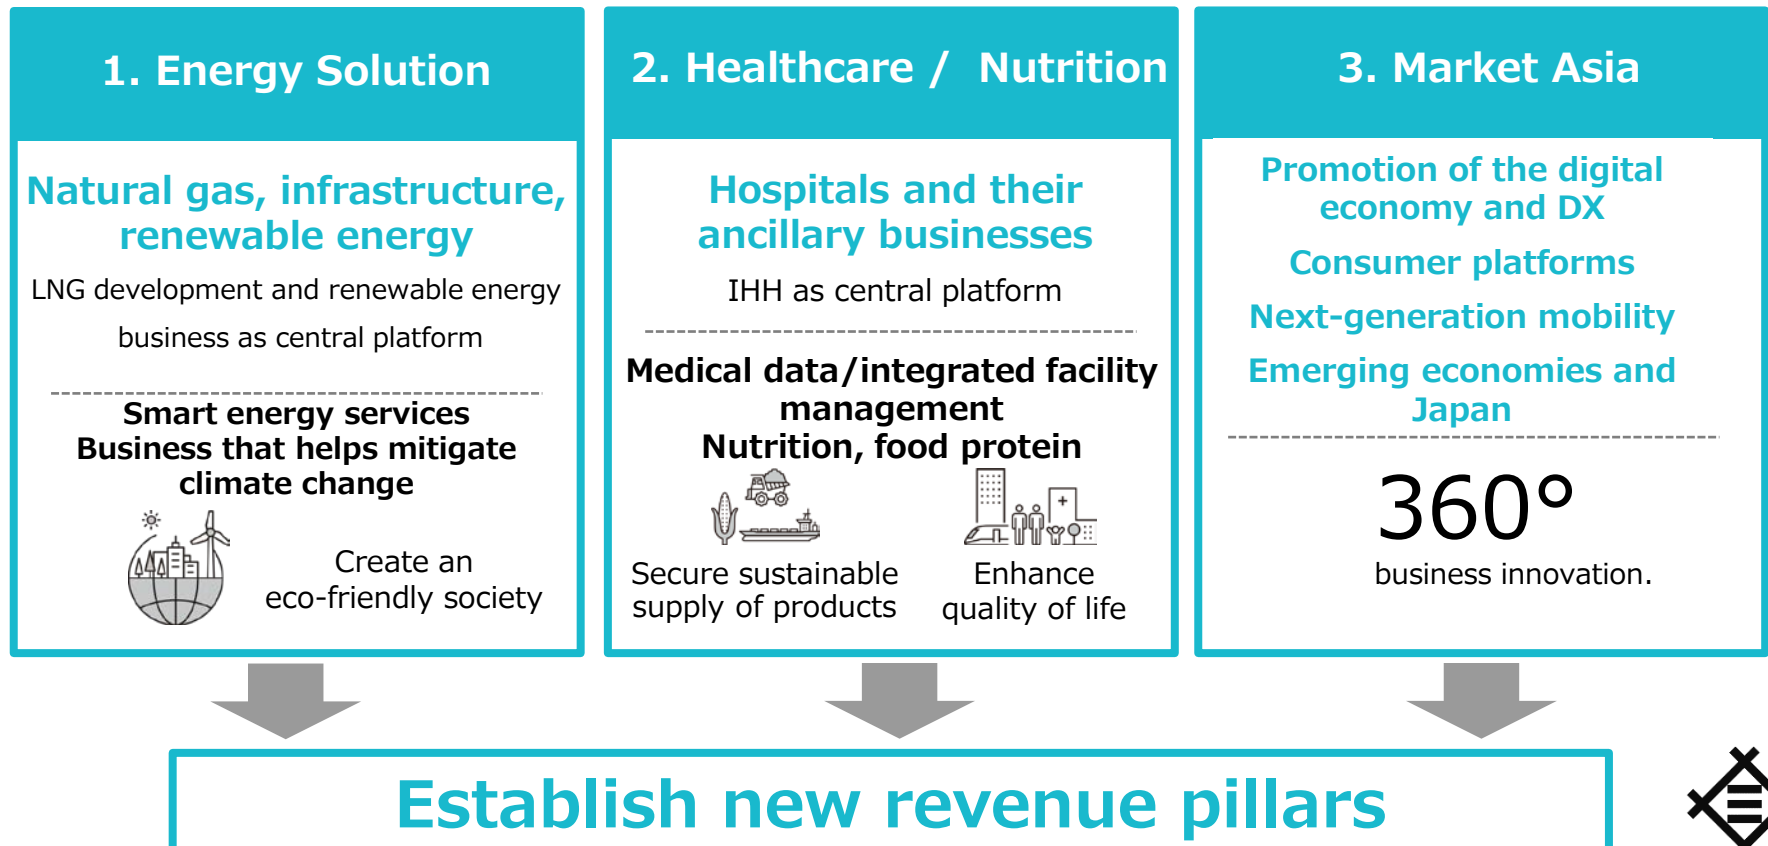 1. Energy Solution
Natural gas, infrastructure,
renewable energy
LNG development and renewable energy
business as central platform
Smart energy services
Business that helps mitigate
climate change
Create an
eco-friendly society
2. Healthcare / Nutrition
Hospitals and their
ancillary businesses
IHH as central platform
Medical data/integrated facility
management
Nutrition, food protein
Secure sustainable
supply of products
Enhance
quality of life
3. Market Asia
Promotion of the digital
economy and DX
Consumer platforms
Next-generation mobility
Emerging economies and
Japan
360°
business innovation.
Establish new revenue pillars